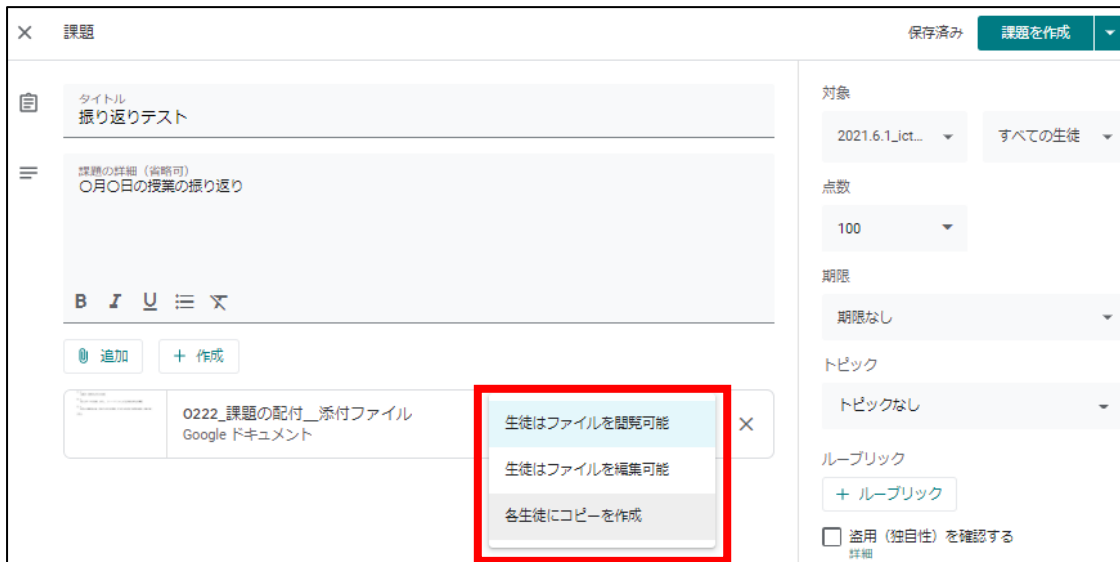 課題
保存済み
課題を作成
タイトル
振り返りテスト
課題の詳細（省略可）
〇月〇日の授業の振り返り
B I U
追加
+ 作成
0222_課題の配付__添付ファイル
Google ドキュメント
生徒はファイルを閲覧可能
生徒はファイルを編集可能
各生徒にコピーを作成
対象
2021.6.1_ict...
すべての生徒
点数
100
期限
期限なし
トピック
トピックなし
ルーブリック
+ ルーブリック
盗用（独自性）を確認する
詳細